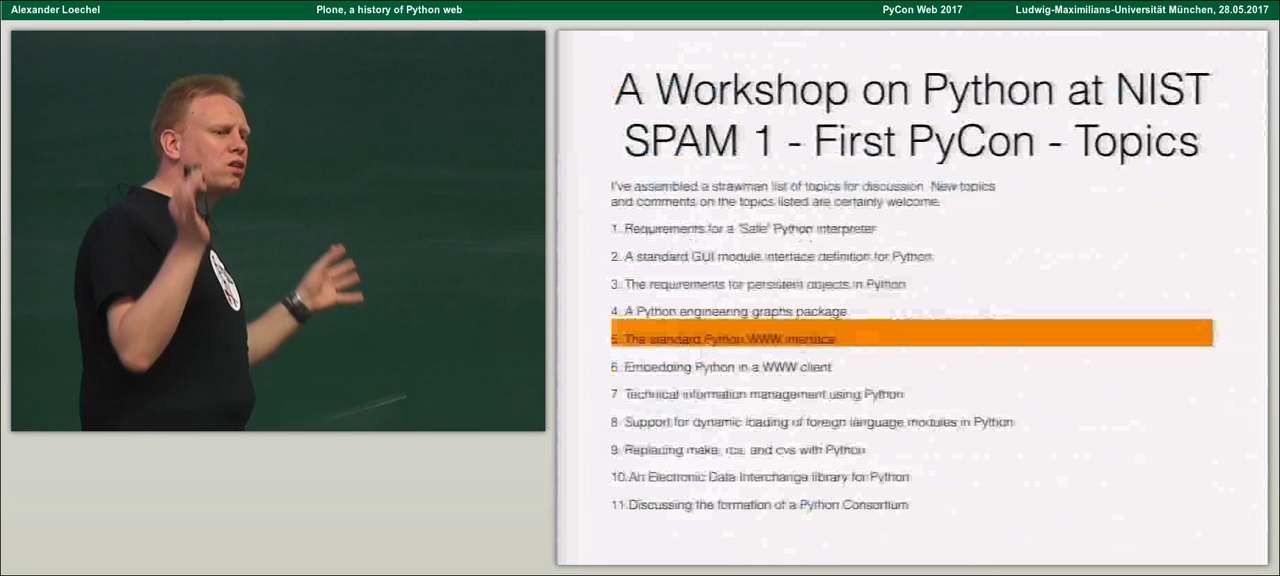 Alexander Loechel
Plone, a history of Python web
PyCon Web 2017
Ludwig-Maximilians-Universität München, 28.05.2017
A Workshop on Python at NIST
SPAM 1 - First PyCon - Topics
I've assembled a strawman list of topics for discussion. New topics
and comments on the topics listed are certainly welcome.
1. Requirements for a 'Safe' Python interpreter
2. A standard GUI module interface definition for Python
3. The requirements for persistent objects in Python
4. A Python engineering graphs package
5. The standard Python WWW interface
6. Embedding Python in a WWW client
7. Technical information management using Python
8. Support for dynamic loading of foreign language modules in Python
9. Replacing make, rcs, and cvs with Python
10. An Electronic Data Interchange library for Python
11. Discussing the formation of a Python Consortium